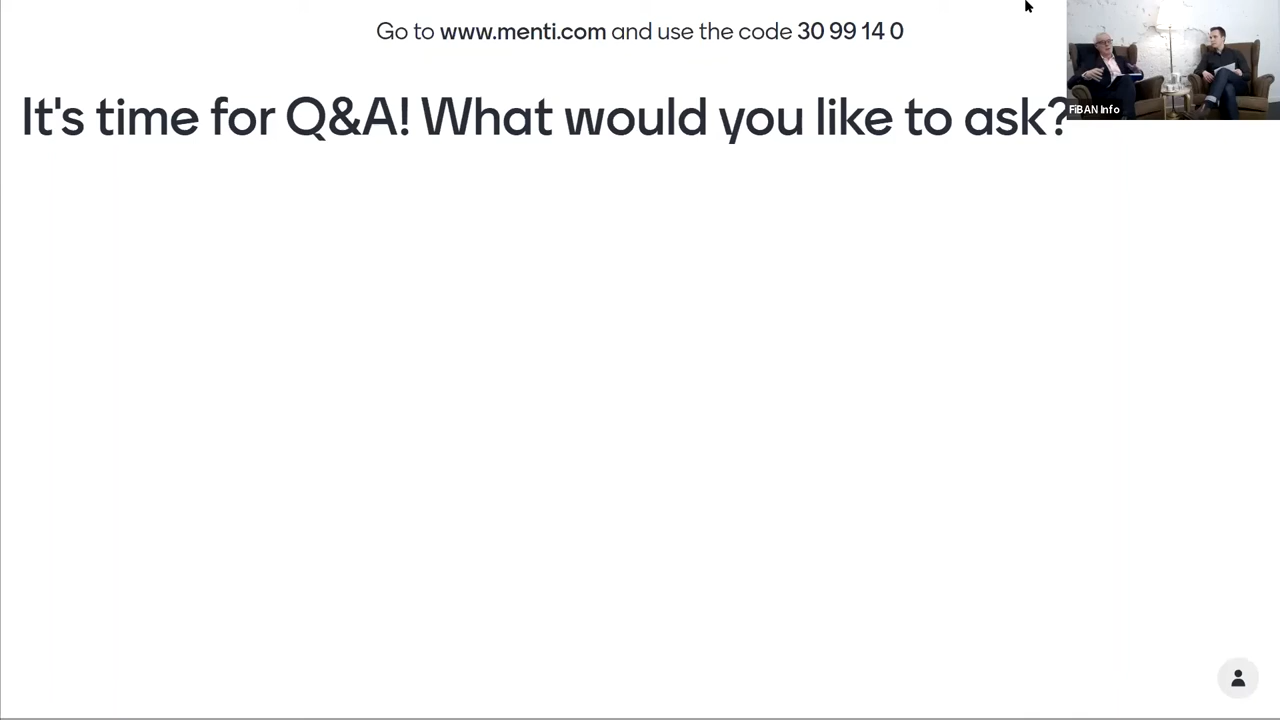 Go to www.menti.com and use the code 30 99 14 0
It's time for Q&A! What would you like to ask?
FiBAN Info